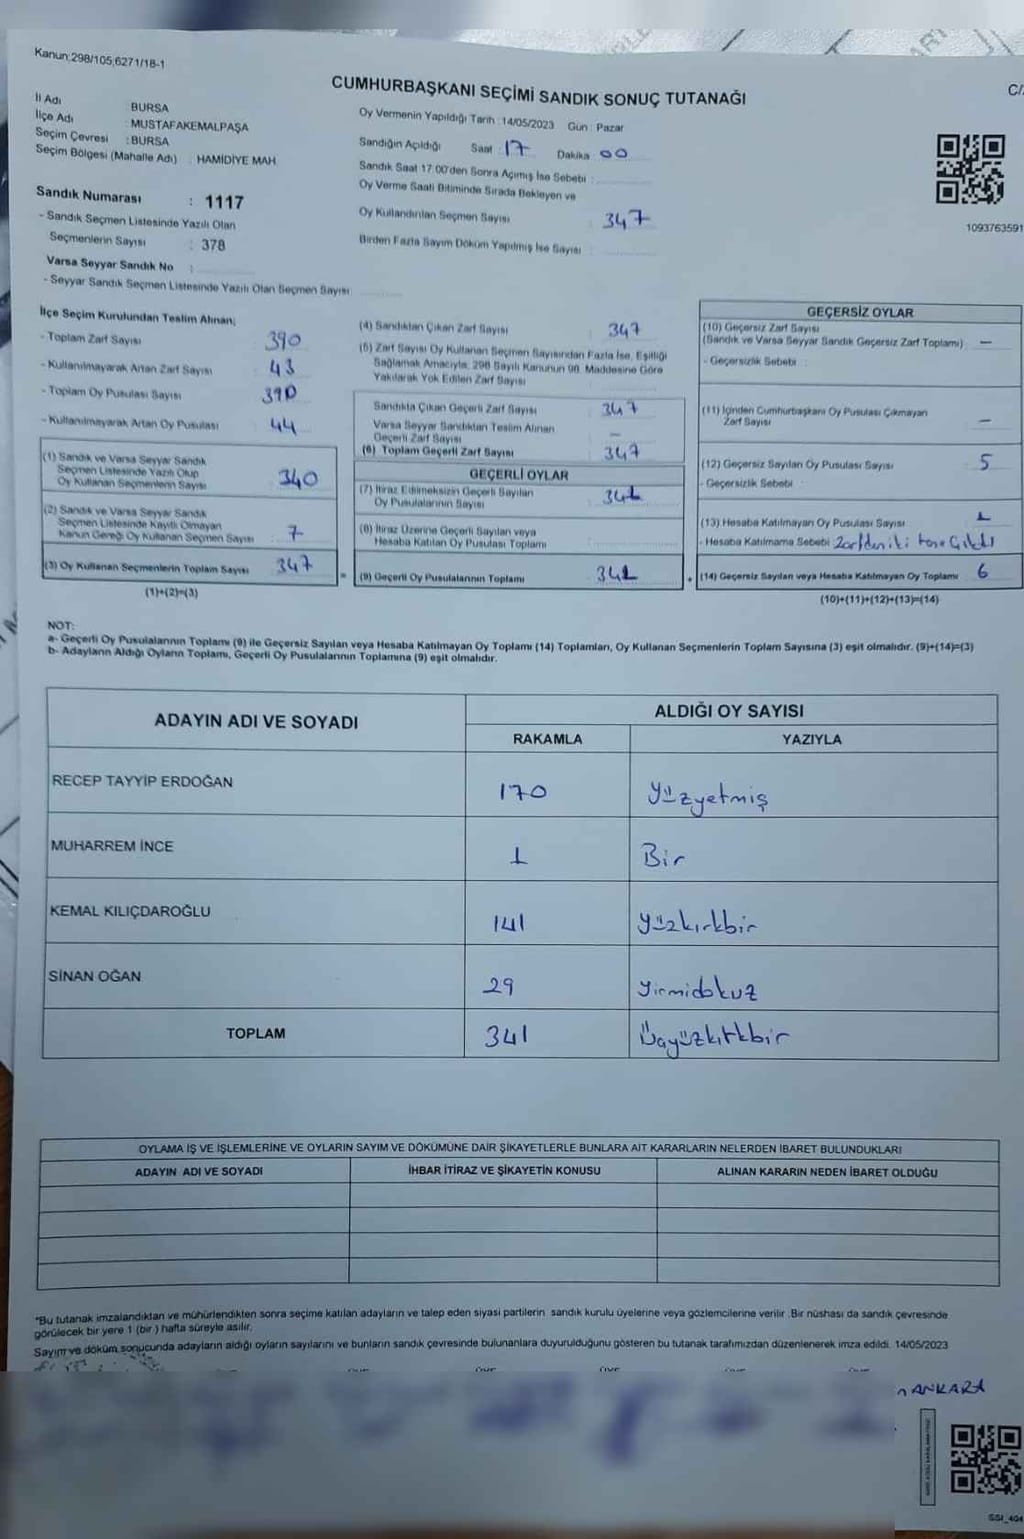 Kanun;298/105;6271/18-1
CUMHURBAŞKANI SEÇİMİ SANDIK SONUÇ TUTANAĞI
C/
İl Adı BURSA
İlçe Adı : MUSTAFAKEMALPAŞA
Seçim Çevresi : BURSA
Seçim Bölgesi (Mahalle Adı) : HAMİDİYE MAH.
Sandık Numarası : 1117
- Sandık Seçmen Listesinde Yazılı Olan
Seçmenlerin Sayısı : 378
Varsa Seyyar Sandık No :
- Seyyar Sandık Seçmen Listesinde Yazılı Olan Seçmen Sayısı
Oy Vermenin Yapıldığı Tarih :14/05/2023 Gün : Pazar
Sandığın Açıldığı Saat : 17 Dakika 00
Sandık Saat 17:00'den Sonra Açımış İse Sebebi :
Oy Verme Saati Bitiminde Sırada Bekleyen ve
Oy Kullandırılan Seçmen Sayısı : 347
Birden Fazla Sayım Döküm Yapılmış İse Sayısı :
1093763591
İlçe Seçim Kurulundan Teslim Alınan;
- Toplam Zarf Sayısı 390
- Kullanılmayarak Artan Zarf Sayısı : 43
- Toplam Oy Pusulası Sayısı 390
- Kullanılmayarak Artan Oy Pusulası : 44
(1) Sandık ve Varsa Seyyar Sandık
Seçmen Listesinde Yazılı Olup
Oy Kullanan Seçmenlerin Sayısı : 340
(2) Sandık ve Varsa Seyyar Sandık
Seçmen Listesinde Kayıtlı Olmayan
Kanun Gereği Oy Kullanan Seçmen Sayısı : 7
(3) Oy Kullanan Seçmenlerin Toplam Sayısı : 347
(1)+(2)=(3)
(4) Sandıktan Çıkan Zarf Sayısı : 347
(5) Zarf Sayısı Oy Kullanan Seçmen Sayısından Fazla İse, Eşitliği
Sağlamak Amacıyla, 298 Sayılı Kanunun 98. Maddesine Göre
Yakılarak Yok Edilen Zarf Sayısı :
Sandıkta Çıkan Geçerli Zarf Sayısı : 347
Varsa Seyyar Sandıktan Teslim Alınan
Geçerli Zarf Sayısı : —
(6) Toplam Geçerli Zarf Sayısı : 347
GEÇERLİ OYLAR
(7) İtiraz Edilmeksizin Geçerli Sayılan
Oy Pusulalarının Sayısı : 341
(8) İtiraz Üzerine Geçerli Sayılan veya
Hesaba Katılan Oy Pusulası Toplamı :
= (9) Geçerli Oy Pusulalarının Toplamı : 341
GEÇERSİZ OYLAR
(10) Geçersiz Zarf Sayısı
(Sandık ve Varsa Seyyar Sandık Geçersiz Zarf Toplamı) : —
- Geçersizlik Sebebi :
(11) İçinden Cumhurbaşkanı Oy Pusulası Çıkmayan
Zarf Sayısı : —
(12) Geçersiz Sayılan Oy Pusulası Sayısı : 5
- Geçersizlik Sebebi :
(13) Hesaba Katılmayan Oy Pusulası Sayısı : 1
- Hesaba Katılmama Sebebi : Zarfdan iki tane Çıktı
+ (14) Geçersiz Sayılan veya Hesaba Katılmayan Oy Toplamı : 6
(10)+(11)+(12)+(13)=(14)
NOT:
a- Geçerli Oy Pusulalarının Toplamı (9) ile Geçersiz Sayılan veya Hesaba Katılmayan Oy Toplamı (14) Toplamları, Oy Kullanan Seçmenlerin Toplam Sayısına (3) eşit olmalıdır. (9)+(14)=(3)
b- Adayların Aldığı Oyların Toplamı, Geçerli Oy Pusulalarının Toplamına (9) eşit olmalıdır.
ADAYIN ADI VE SOYADI
ALDIĞI OY SAYISI
RAKAMLA YAZIYLA
RECEP TAYYİP ERDOĞAN 170 Yüzyetmiş
MUHARREM İNCE 1 Bir
KEMAL KILIÇDAROĞLU 141 Yüzkırkbir
SİNAN OĞAN 29 Yirmidokuz
TOPLAM 341 Üçyüzkırkbir
OYLAMA İŞ VE İŞLEMLERİNE VE OYLARIN SAYIM VE DÖKÜMÜNE DAİR ŞİKAYETLERLE BUNLARA AİT KARARLARIN NELERDEN İBARET BULUNDUKLARI
ADAYIN ADI VE SOYADI İHBAR İTİRAZ VE ŞİKAYETİN KONUSU ALINAN KARARIN NEDEN İBARET OLDUĞU
*Bu tutanak imzalandıktan ve mühürlendikten sonra seçime katılan adayların ve talep eden siyasi partilerin sandık kurulu üyelerine veya gözlemcilerine verilir. Bir nüshası da sandık çevresinde
görülecek bir yere 1 (bir ) hafta süreyle asılır.
Sayım ve döküm sonucunda adayların aldığı oyların sayılarını ve bunların sandık çevresinde bulunanlara duyurulduğunu gösteren bu tutanak tarafımızdan düzenlenerek imza edildi. 14/05/2023
ANKARA